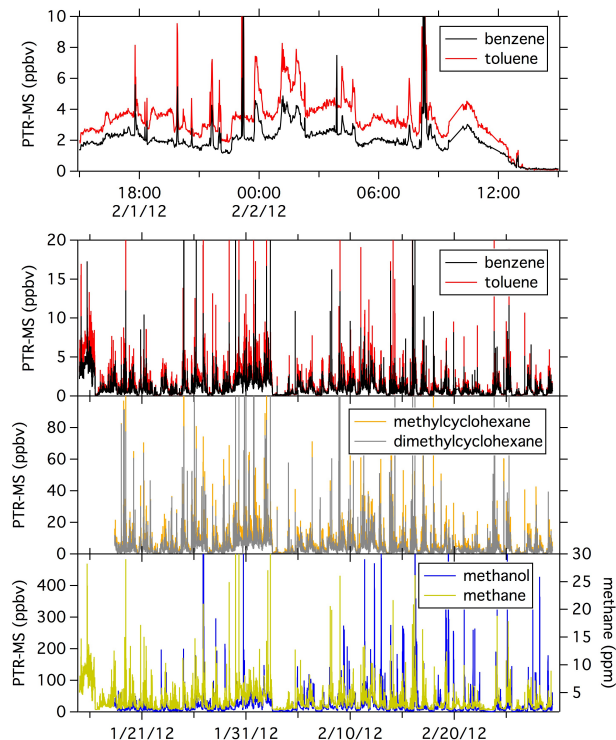 10
8
6
4
2
0
PTR-MS (ppbv)
benzene
toluene
18:00
2/1/12
00:00
2/2/12
06:00
12:00
20
15
10
5
0
PTR-MS (ppbv)
benzene
toluene
80
60
40
20
0
PTR-MS (ppbv)
methylcyclohexane
dimethylcyclohexane
400
300
200
100
0
PTR-MS (ppbv)
methanol
methane
30
25
20
15
10
5
methane (ppm)
1/21/12
1/31/12
2/10/12
2/20/12